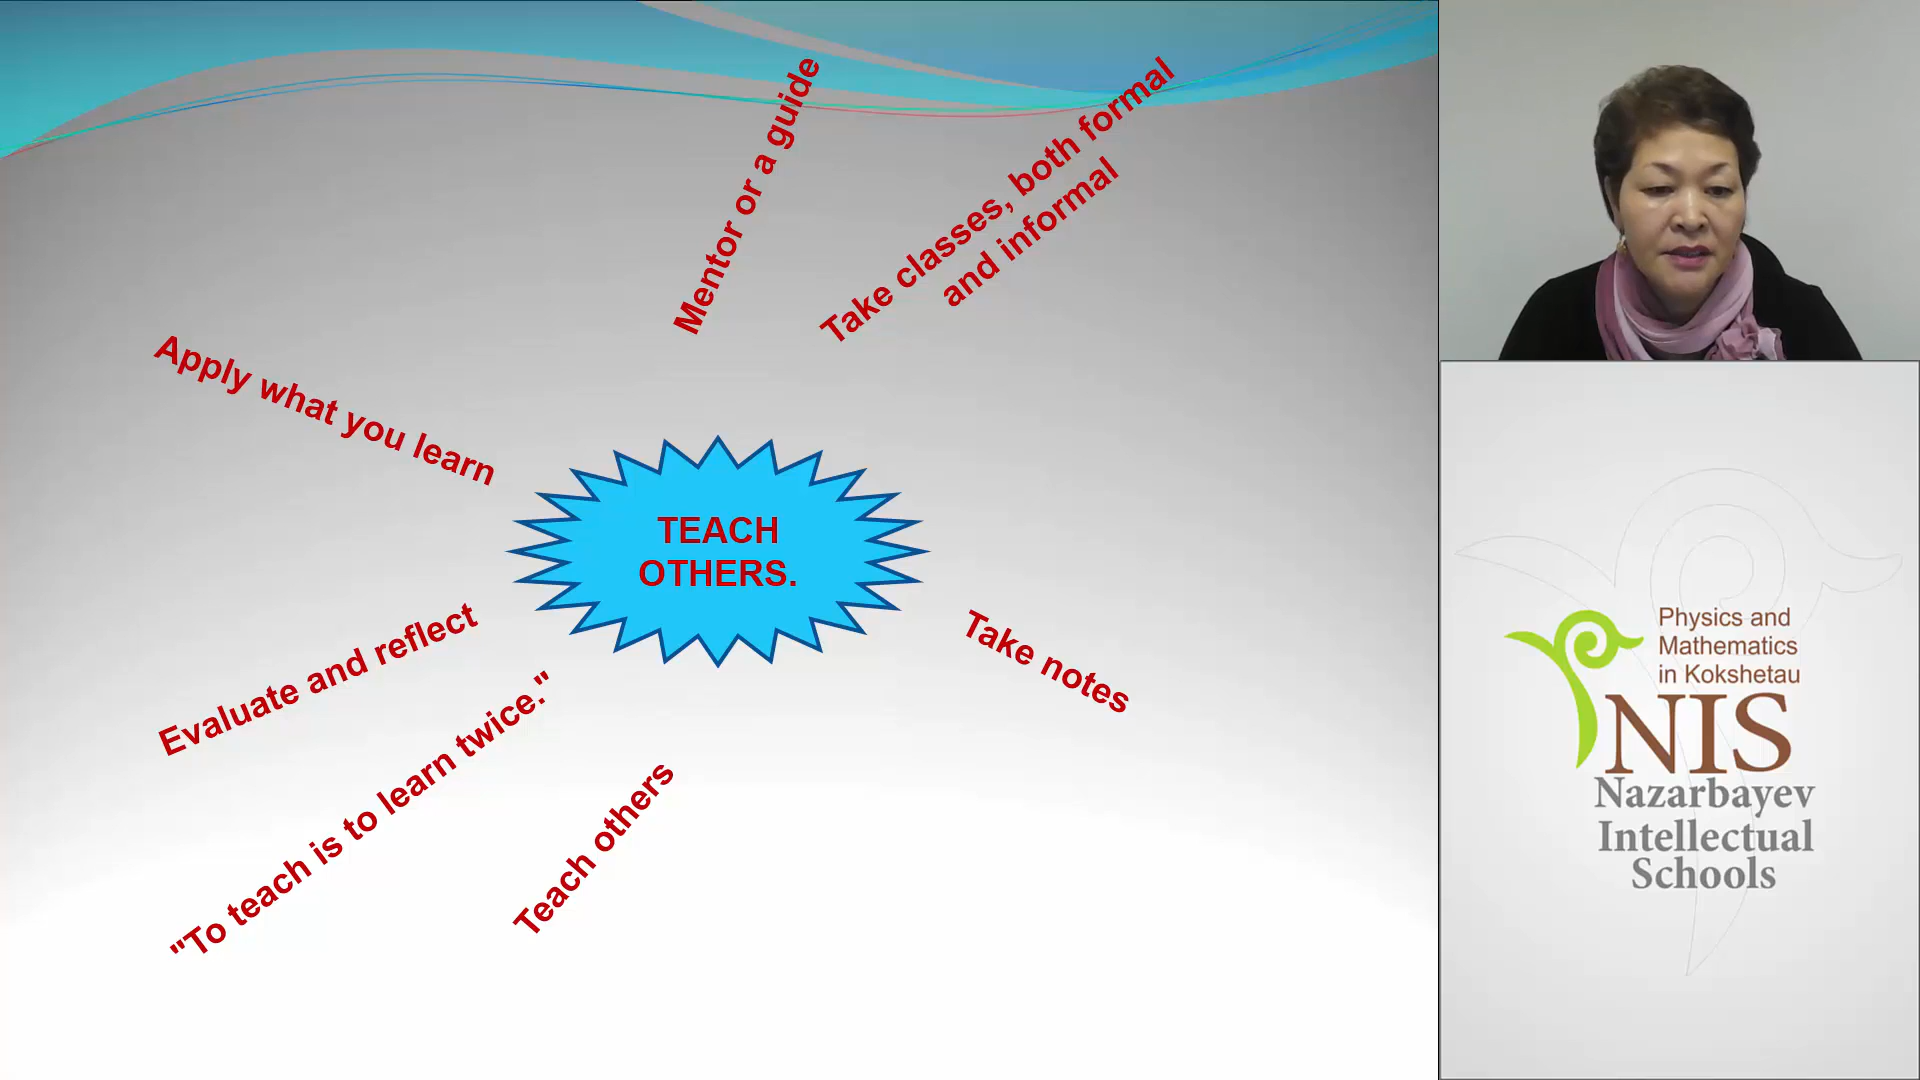 Mentor or a guide
Take classes, both formal
and informal
Apply what you learn
TEACH
OTHERS.
Evaluate and reflect
Take notes
"To teach is to learn twice."
Teach others
Physics and
Mathematics
in Kokshetau
NIS
Nazarbayev
Intellectual
Schools